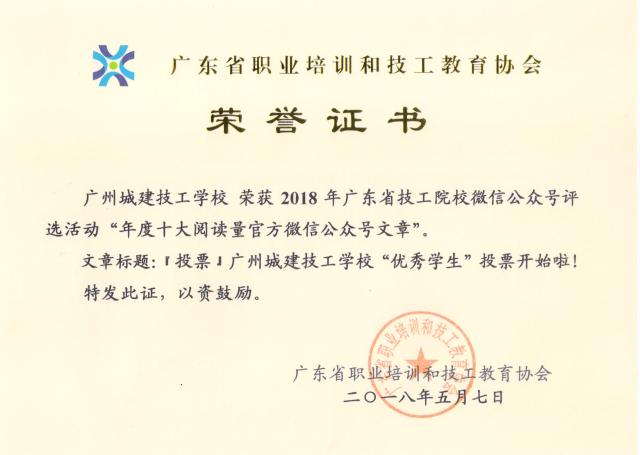 广东省职业培训和技工教育协会
荣誉证书
广州城建技工学校 荣获 2018 年广东省技工院校微信公众号评
选活动“年度十大阅读量官方微信公众号文章”。
文章标题:『投票』广州城建技工学校“优秀学生”投票开始啦!
特发此证,以资鼓励。
广东省职业培训和技工教育协会
广东省职业培训和技工教育协会
二〇一八年五月七日